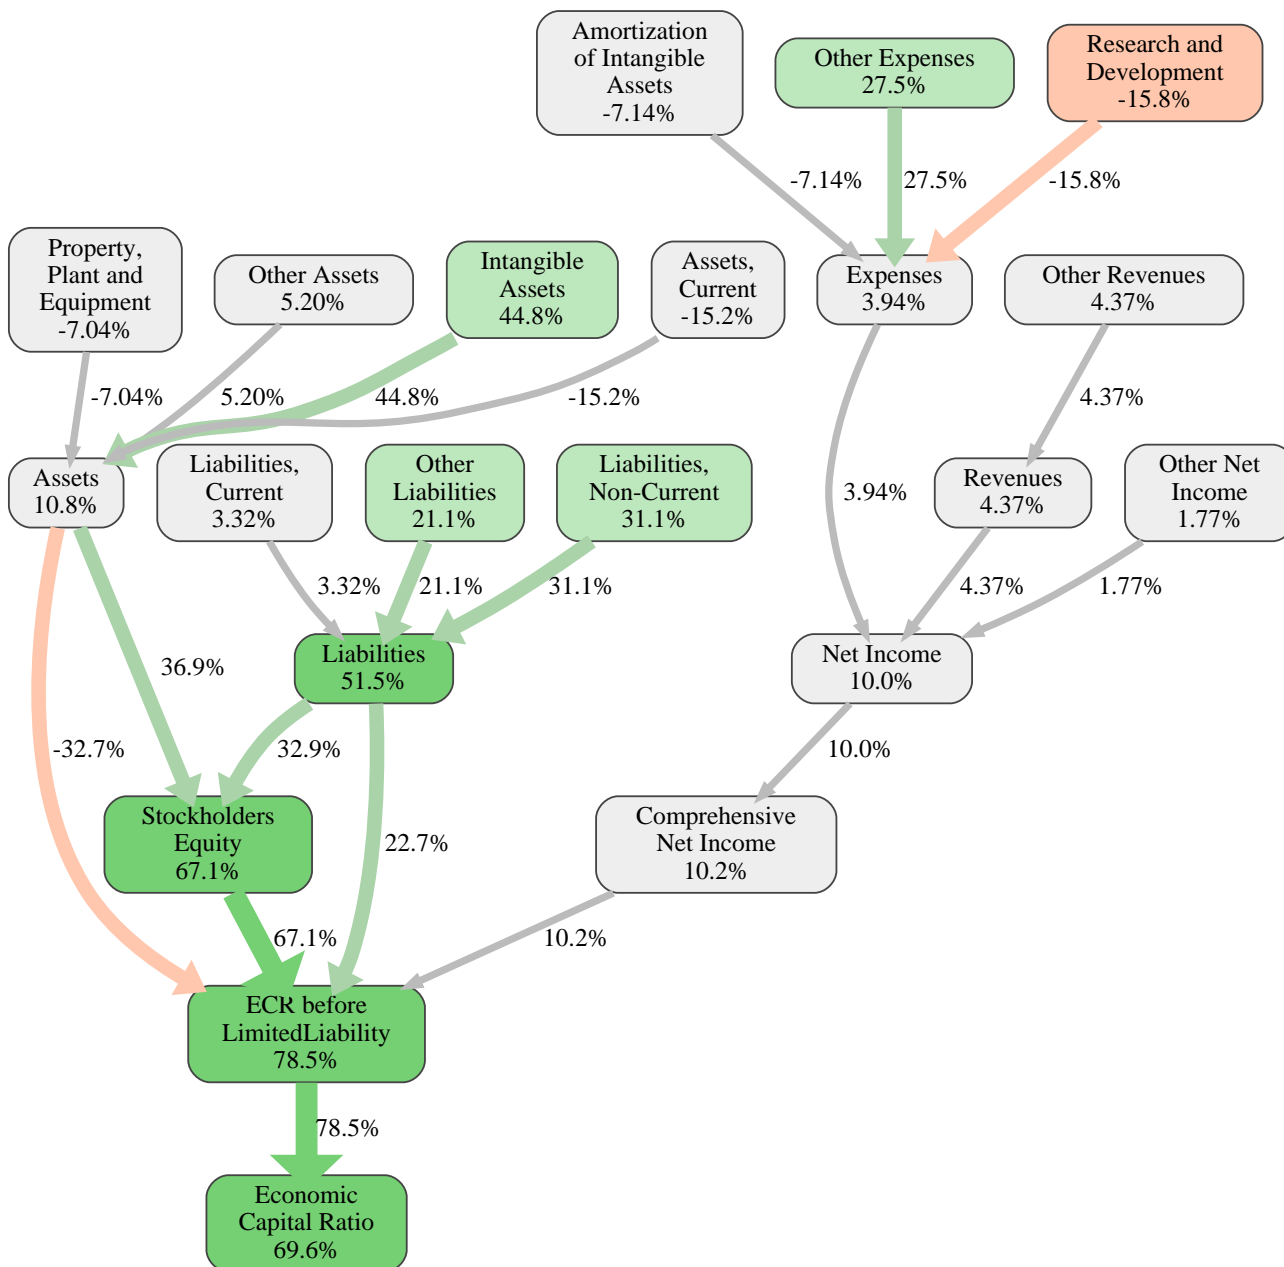 Amortization
of Intangible
Assets
-7.14%
Other Expenses
27.5%
Research and
Development
-15.8%
-7.14%
27.5%
-15.8%
Property,
Plant and
Equipment
-7.04%
Other Assets
5.20%
Intangible
Assets
44.8%
Assets,
Current
-15.2%
Expenses
3.94%
Other Revenues
4.37%
-7.04%
5.20%
44.8%
-15.2%
4.37%
Assets
10.8%
Liabilities,
Current
3.32%
Other
Liabilities
21.1%
Liabilities,
Non-Current
31.1%
3.94%
Revenues
4.37%
Other Net
Income
1.77%
3.32%
21.1%
31.1%
4.37%
1.77%
36.9%
Liabilities
51.5%
Net Income
10.0%
-32.7%
32.9%
10.0%
Stockholders
Equity
67.1%
22.7%
Comprehensive
Net Income
10.2%
67.1%
10.2%
ECR before
LimitedLiability
78.5%
78.5%
Economic
Capital Ratio
69.6%